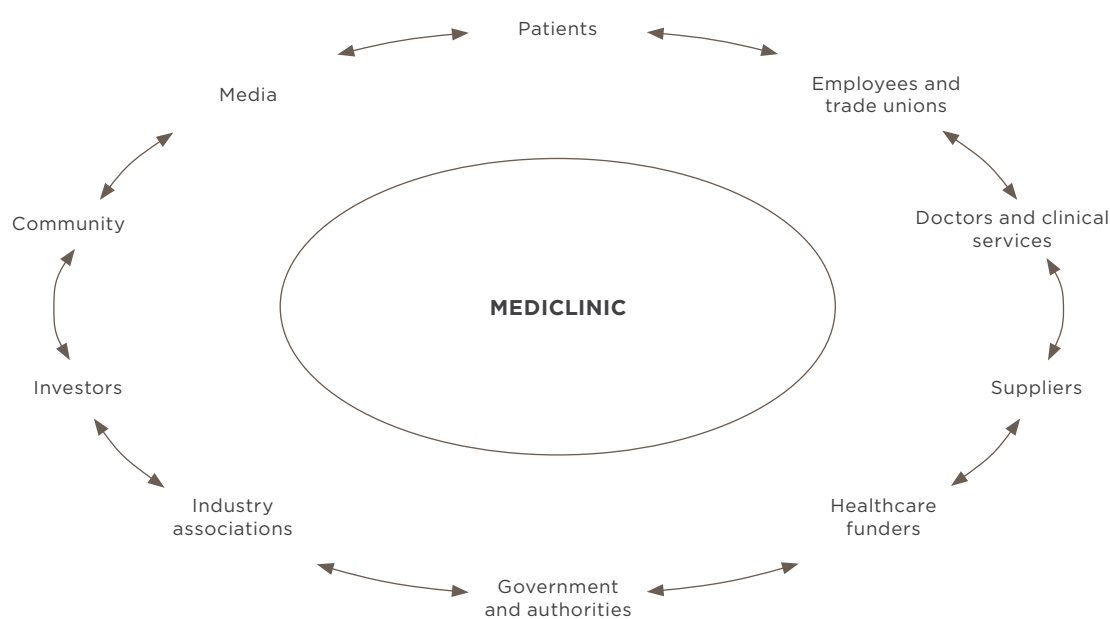 Patients
Employees and
trade unions
Media
Doctors and clinical
services
Community
MEDICLINIC
Investors
Suppliers
Industry
associations
Healthcare
funders
Government
and authorities